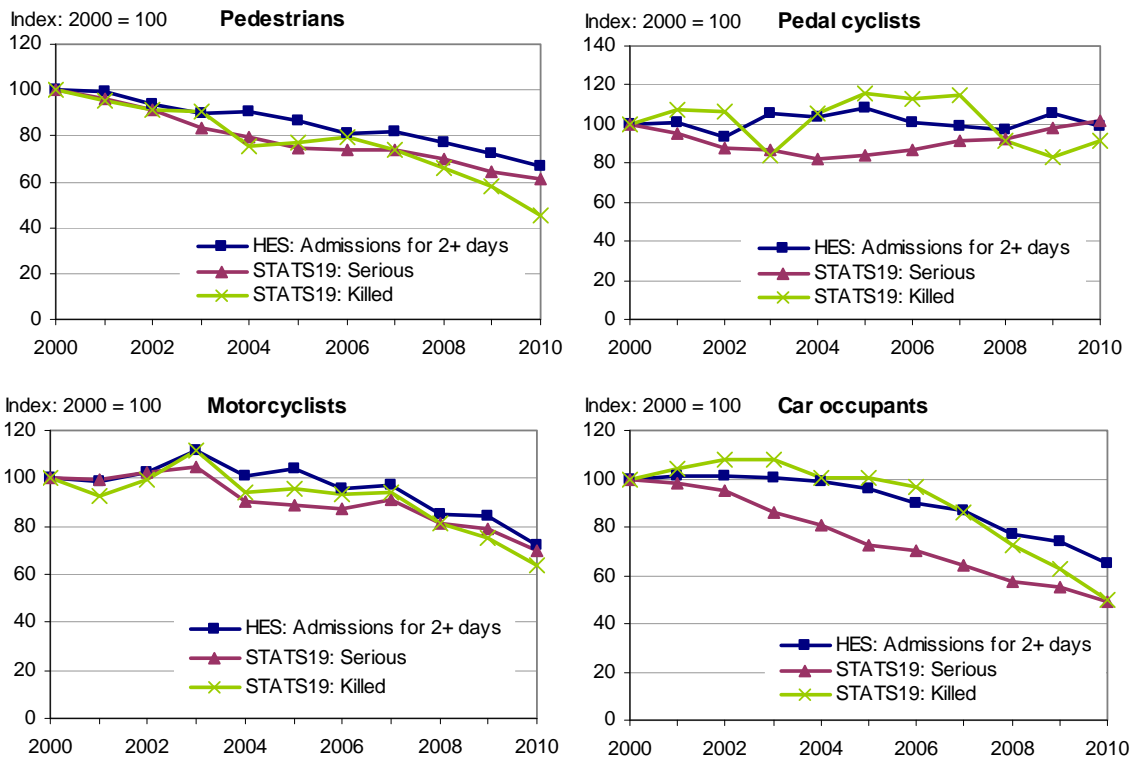 Index: 2000 = 100 Pedestrians
120
100
80
60
40
20
0
HES: Admissions for 2+ days
STATS19: Serious
STATS19: Killed
2000 2002 2004 2006 2008 2010
Index: 2000 = 100 Pedal cyclists
140
120
100
80
60
40
20
0
HES: Admissions for 2+ days
STATS19: Serious
STATS19: Killed
2000 2002 2004 2006 2008 2010
Index: 2000 = 100 Motorcyclists
120
100
80
60
40
20
0
HES: Admissions for 2+ days
STATS19: Serious
STATS19: Killed
2000 2002 2004 2006 2008 2010
Index: 2000 = 100 Car occupants
120
100
80
60
40
20
0
HES: Admissions for 2+ days
STATS19: Serious
STATS19: Killed
2000 2002 2004 2006 2008 2010